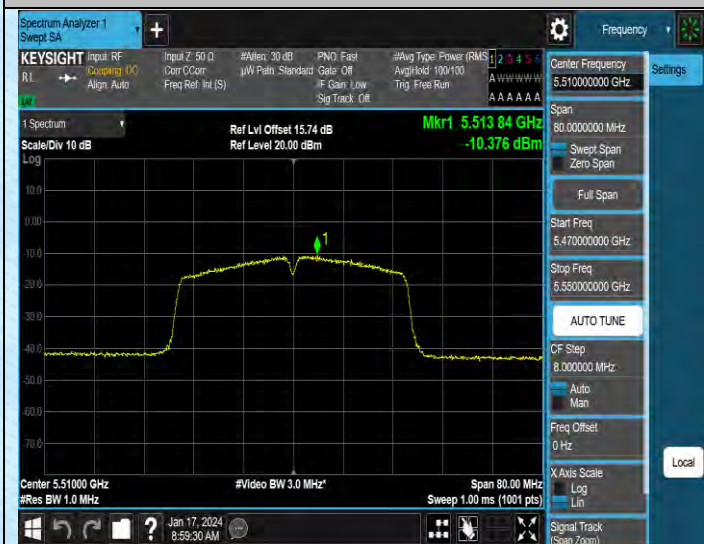 Spectrum Analyzer 1
Swept SA
+
Frequency
KEYSIGHT
RL
Input: RF
Coupling: DC
Align: Auto
Input Z: 50 Ω
Corr CCorr
Freq Ref: Int (S)
#Atten: 30 dB
µW Path: Standard
PNO: Fast
Gate: Off
IF Gain: Low
Sig Track: Off
#Avg Type: Power (RMS
Avg|Hold: 100/100
Trig: Free Run
1 2 3 4 5 6
A W W W W W
A A A A A A
1 Spectrum
Scale/Div 10 dB
Log
Ref Lvl Offset 15.74 dB
Ref Level 20.00 dBm
Mkr1 5.513 84 GHz
-10.376 dBm
10.0
0.00
-10.0
-20.0
-30.0
-40.0
-50.0
-60.0
-70.0
1
Center 5.51000 GHz
#Res BW 1.0 MHz
#Video BW 3.0 MHz*
Span 80.00 MHz
Sweep 1.00 ms (1001 pts)
Jan 17, 2024
8:59:30 AM
Center Frequency
5.510000000 GHz
Settings
Span
80.0000000 MHz
Swept Span
Zero Span
Full Span
Start Freq
5.470000000 GHz
Stop Freq
5.550000000 GHz
AUTO TUNE
CF Step
8.000000 MHz
Auto
Man
Freq Offset
0 Hz
X Axis Scale
Log
Lin
Local
Signal Track
(Span Zoom)